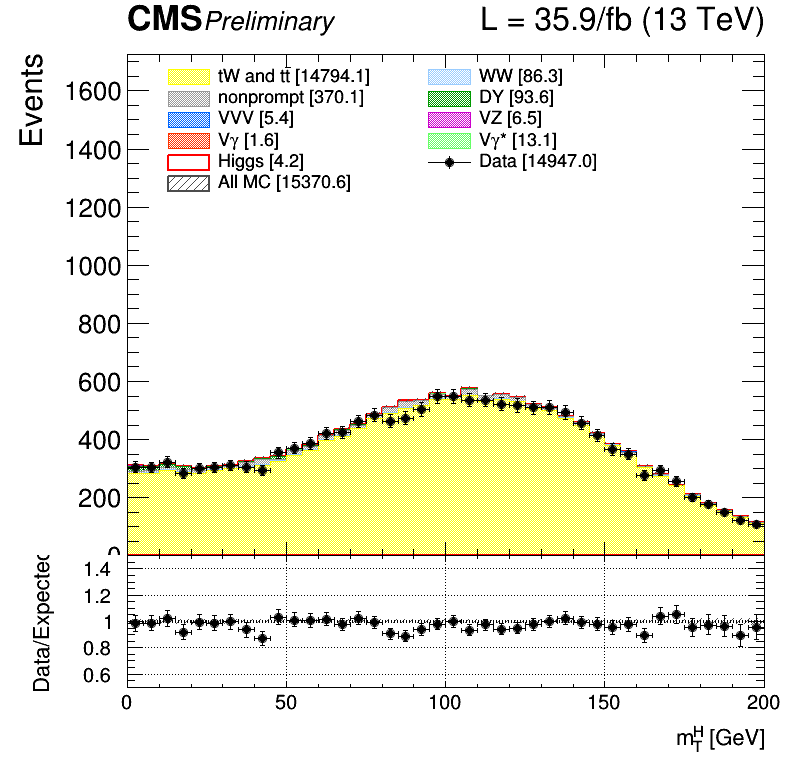 CMS Preliminary L = 35.9/fb (13 TeV)
Events
tW and tt̄ [14794.1] WW [86.3]
nonprompt [370.1] DY [93.6]
VVV [5.4] VZ [6.5]
Vγ [1.6] Vγ* [13.1]
Higgs [4.2] Data [14947.0]
All MC [15370.6]
1600
1400
1200
1000
800
600
400
200
0
Data/Expected
1.4
1.2
1
0.8
0.6
0 50 100 150 200
m_T^H [GeV]